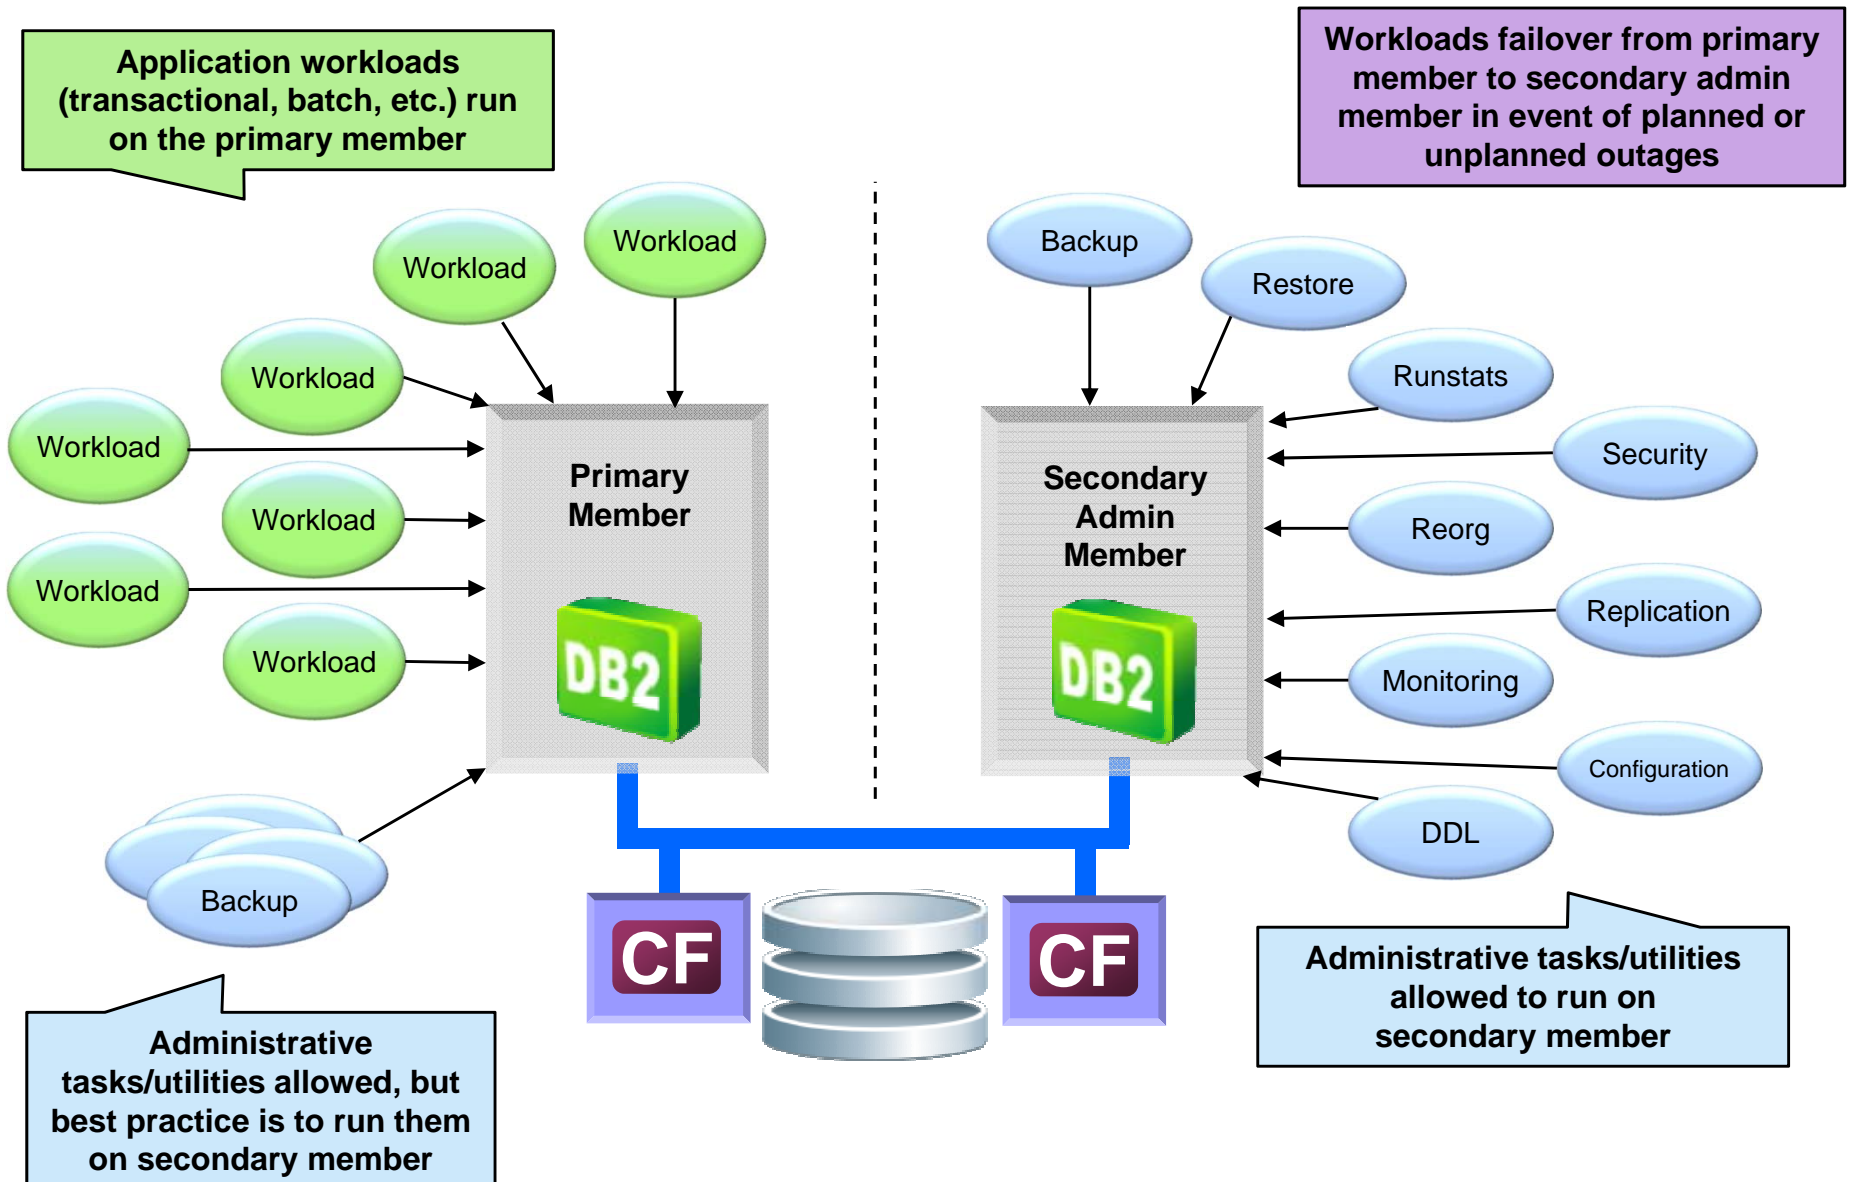 Application workloads
(transactional, batch, etc.) run
on the primary member
Workloads failover from primary
member to secondary admin
member in event of planned or
unplanned outages
Workload
Workload
Workload
Workload
Workload
Workload
Workload
Primary
Member
DB2
Backup
Administrative
tasks/utilities allowed, but
best practice is to run them
on secondary member
Backup
Restore
Runstats
Security
Reorg
Replication
Monitoring
Configuration
DDL
Secondary
Admin
Member
DB2
CF
CF
Administrative tasks/utilities
allowed to run on
secondary member